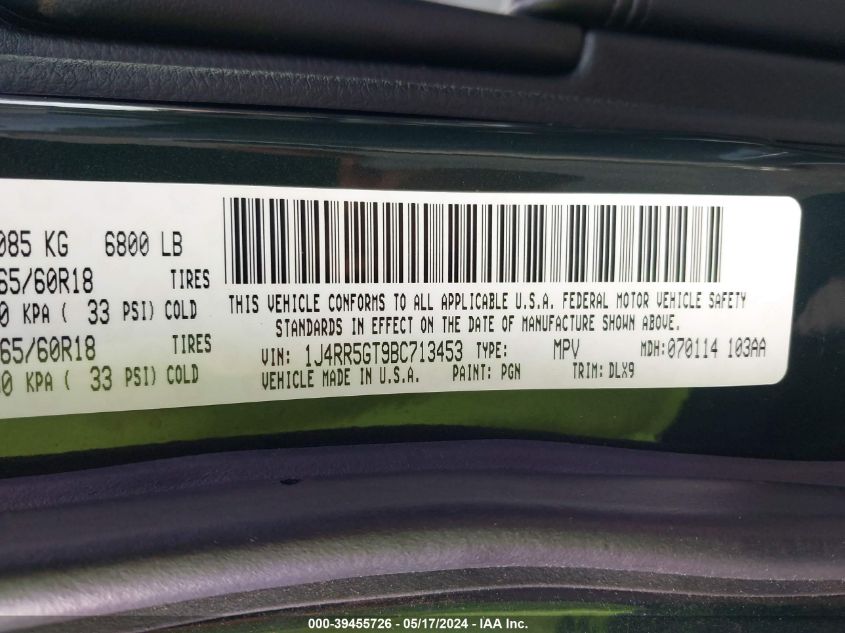 085 KG 6800 LB
65/60R18 TIRES
0 KPA ( 33 PSI) COLD
65/60R18 TIRES
0 KPA ( 33 PSI) COLD
THIS VEHICLE CONFORMS TO ALL APPLICABLE U.S.A. FEDERAL MOTOR VEHICLE SAFETY
STANDARDS IN EFFECT ON THE DATE OF MANUFACTURE SHOWN ABOVE.
VIN: 1J4RR5GT9BC713453 TYPE: MPV MDH:070114 103AA
VEHICLE MADE IN U.S.A. PAINT: PGN TRIM: DLX9
000-39455726 - 05/17/2024 - IAA Inc.